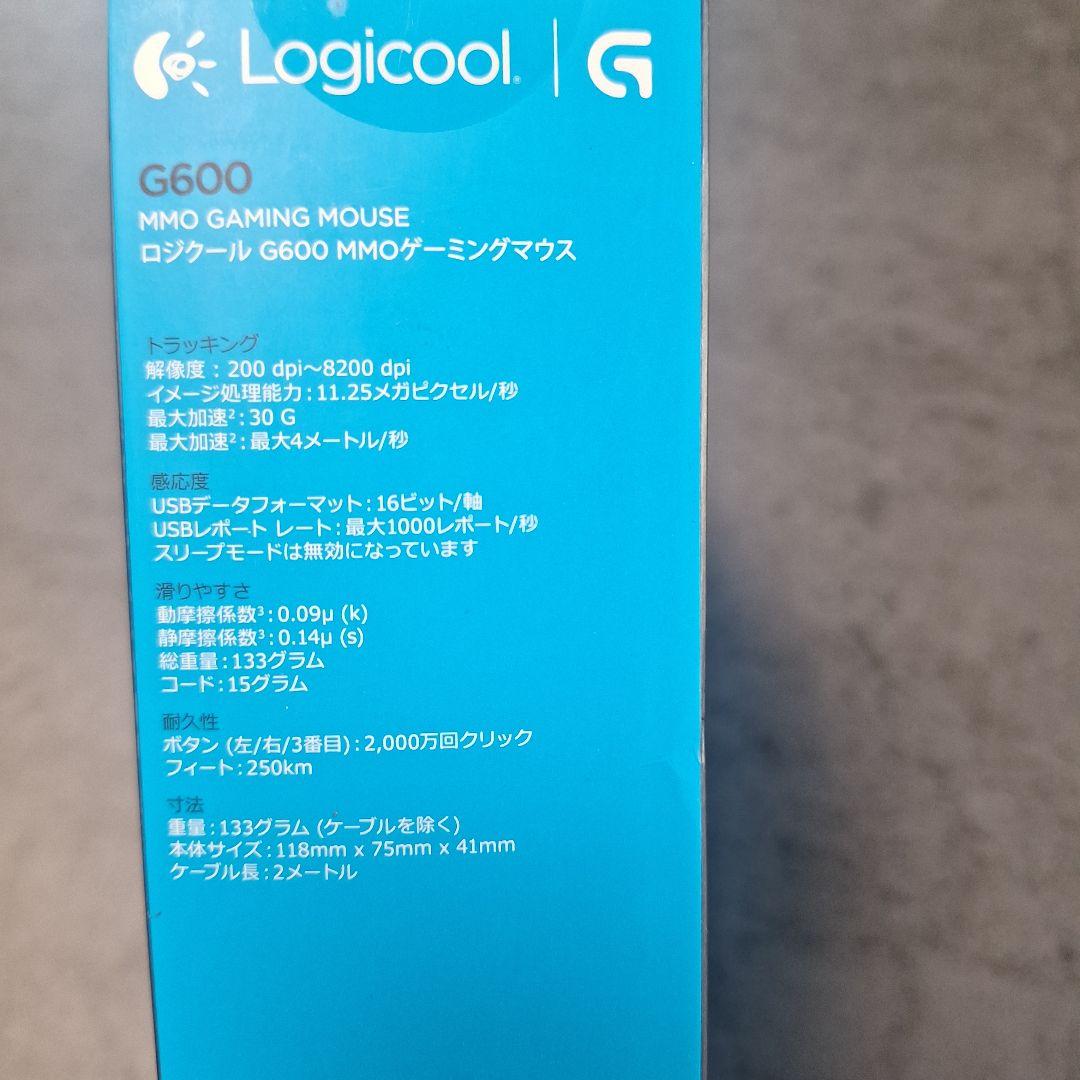 Logicool | G
G600
MMO GAMING MOUSE
ロジクール G600 MMOゲーミングマウス
トラッキング
解像度：200 dpi～8200 dpi
イメージ処理能力：11.25メガピクセル/秒
最大加速²：30 G
最大加速²：最大4メートル/秒
感応度
USBデータフォーマット：16ビット/軸
USBレポート レート：最大1000レポート/秒
スリープモードは無効になっています
滑りやすさ
動摩擦係数³：0.09μ (k)
静摩擦係数³：0.14μ (s)
総重量：133グラム
コード：15グラム
耐久性
ボタン (左/右/3番目)：2,000万回クリック
フィート：250km
寸法
重量：133グラム (ケーブルを除く)
本体サイズ：118mm x 75mm x 41mm
ケーブル長：2メートル